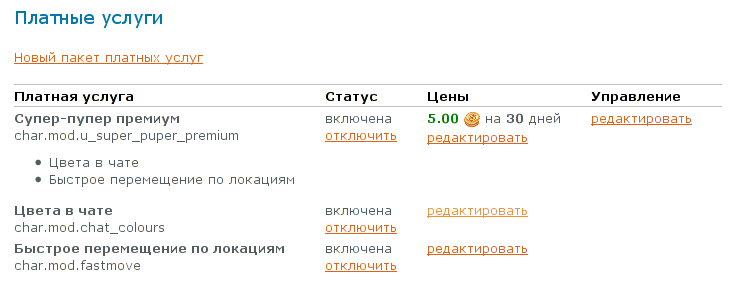 Платные услуги
Новый пакет платных услуг
Платная услуга Статус Цены Управление
Супер-пупер премиум включена 5.00 на 30 дней редактировать
char.mod.u_super_puper_premium отключить редактировать
• Цвета в чате
• Быстрое перемещение по локациям
Цвета в чате включена редактировать
char.mod.chat_colours отключить
Быстрое перемещение по локациям включена редактировать
char.mod.fastmove отключить